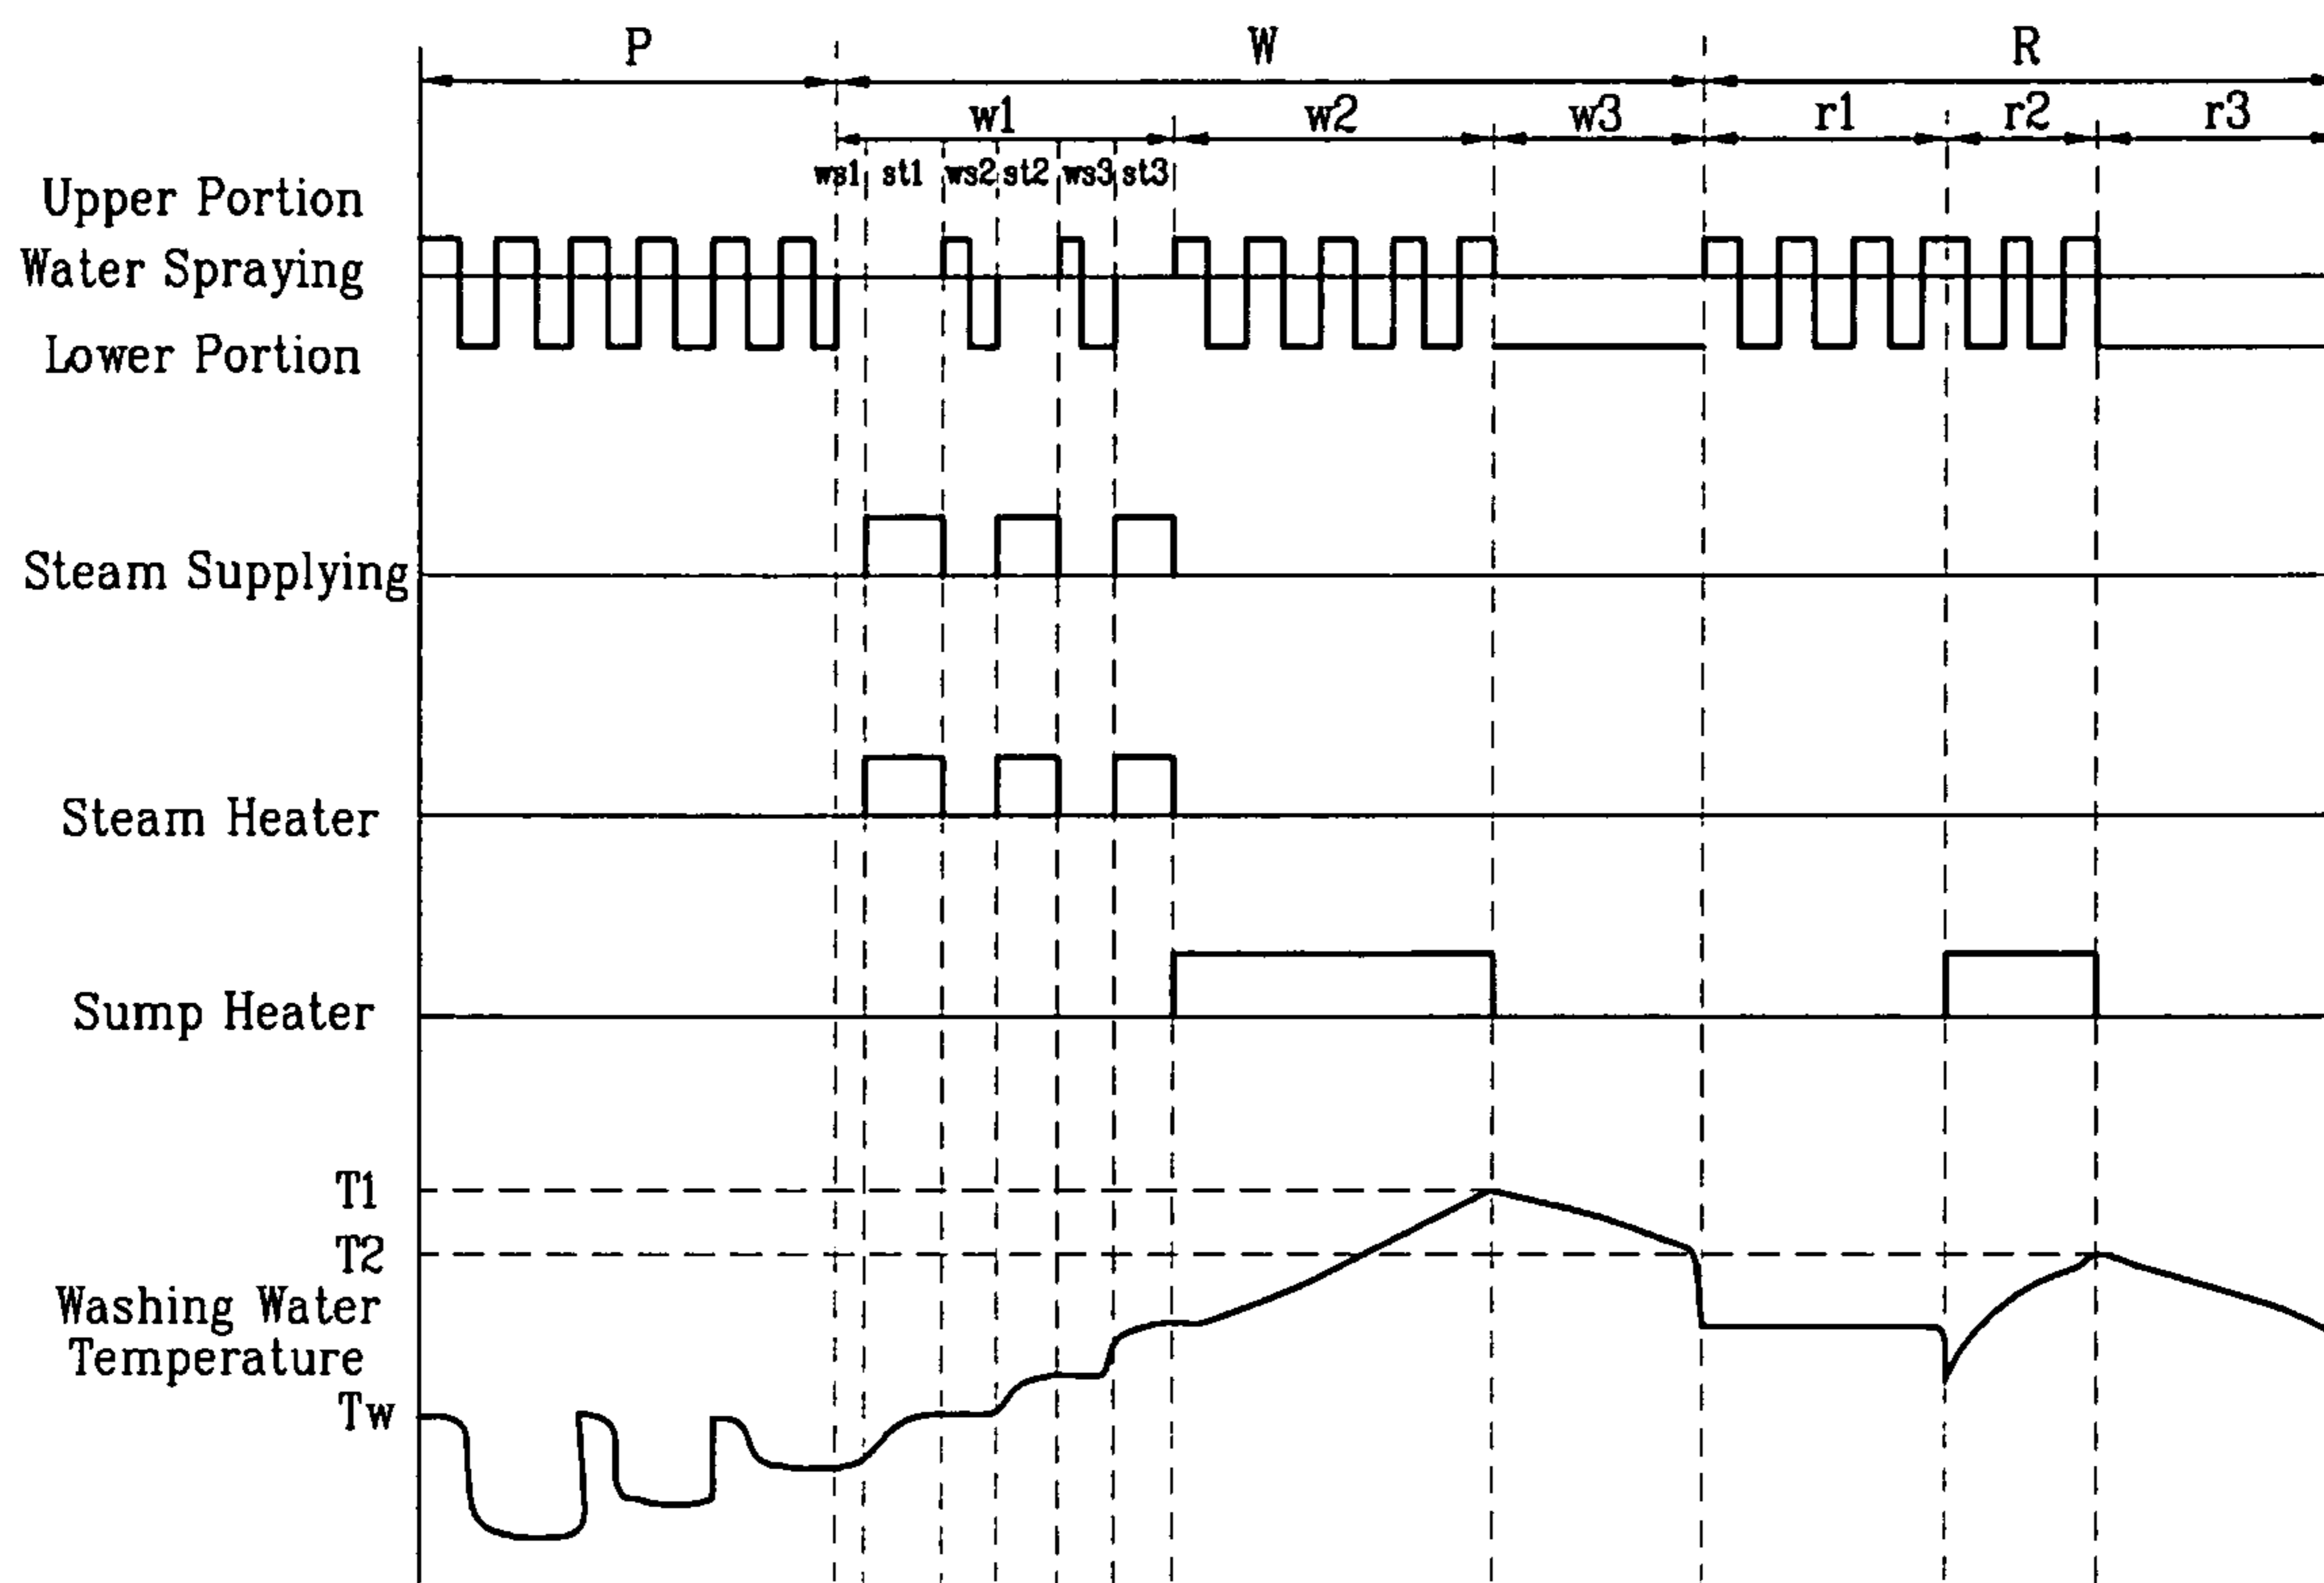 P W R
w1 w2 w3 r1 r2 r3
ws1 st1 ws2 st2 ws3 st3
Upper Portion
Water Spraying
Lower Portion
Steam Supplying
Steam Heater
Sump Heater
T1
T2
Washing Water
Temperature
Tw